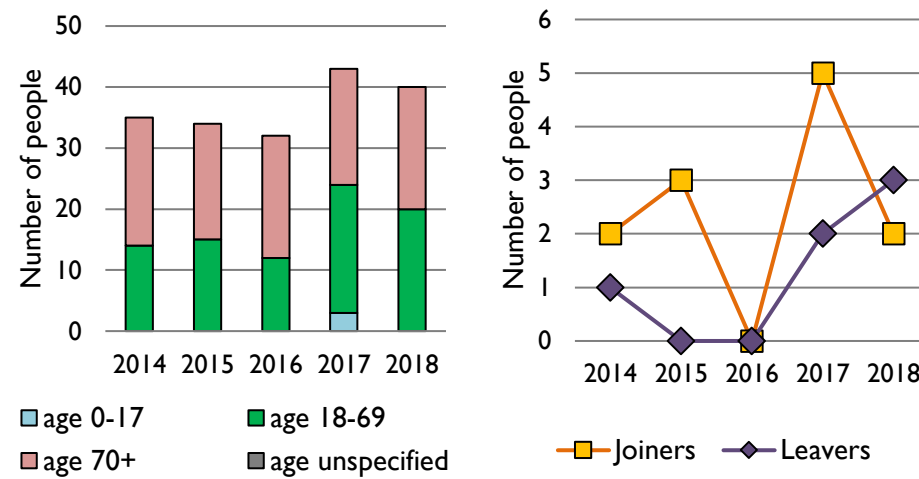 Number of people
50
40
30
20
10
0
2014 2015 2016 2017 2018
age 0-17 age 18-69
age 70+ age unspecified
Number of people
6
5
4
3
2
1
0
2014 2015 2016 2017 2018
Joiners Leavers